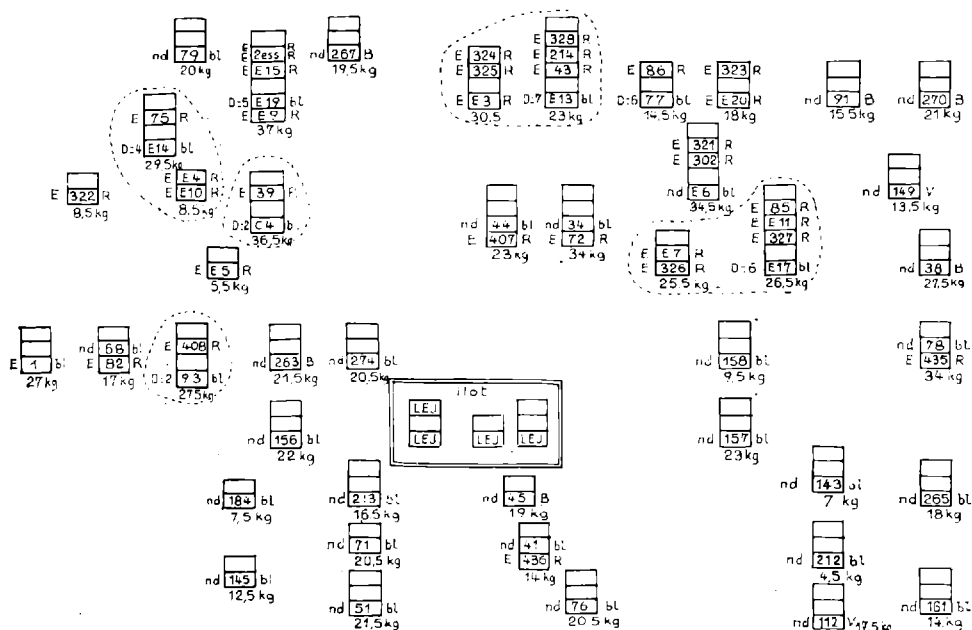 nd 79 bl
20 kg
E R
E 2ess R
E E15 R
D:5 E19 bl
E E9 R
37 kg
nd 267 B
19,5 kg
E 324 R
E 325 R
E E3 R
30.5
E 328 R
E 214 R
E 43 R
D:7 E13 bl
23 kg
E 86 R
D:6 77 bl
14,5 kg
E 323 R
E E20 R
18 kg
nd 91 B
15 5 kg
nd 270 B
21 kg
E 75 R
D:4 E14 bl
29.5 kg
E E4 R
E E10 R
8.5 kg
E 322 R
8,5 kg
E 39
D:2 C4 b
36,5 kg
E E5 R
5,5 kg
nd 44 bl
E 407 R
23 kg
nd 34 bl
E 72 R
34 kg
E 321 R
E 302 R
nd E6 bl
34,5 kg
E E7 R
E 326 R
25.5 kg
E 85 R
E E11 R
E 327 R
D:6 E17 bl
26,5 kg
nd 149 V
13,5 kg
nd 38 B
27,5 kg
E 1 bl
27 kg
nd 68 bl
E 82 R
17 kg
E 408 R
D:2 93 bl
27.5 kg
nd 263 B
21,5 kg
nd 274 bl
20,5 kg
nd 158 bl
9,5 kg
nd 78 bl
E 435 R
34 kg
ilot
LEJ
LEJ LEJ LEJ
nd 156 bl
22 kg
nd 157 bl
23 kg
nd 184 bl
7,5 kg
nd 213 bl
16.5 kg
nd 45 B
19 kg
nd 143 bl
7 kg
nd 265 bl
18 kg
nd 71 bl
20,5 kg
nd 41 bl
E 436 R
14 kg
nd 212 bl
4,5 kg
nd 145 bl
12,5 kg
nd 51 bl
21,5 kg
nd 76 bl
20 5 kg
nd 112 V 17,5 kg
nd 161 bl
14 kg